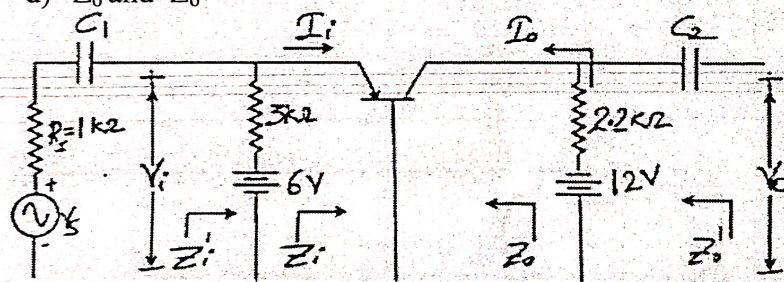 d) Z₀ and Z₀'
C1 Ii Io C2
Rs=1kΩ Vi 3kΩ 2.2kΩ Vo
+ 6V 12V
Vs Zi' Zi Zo Zo'
-